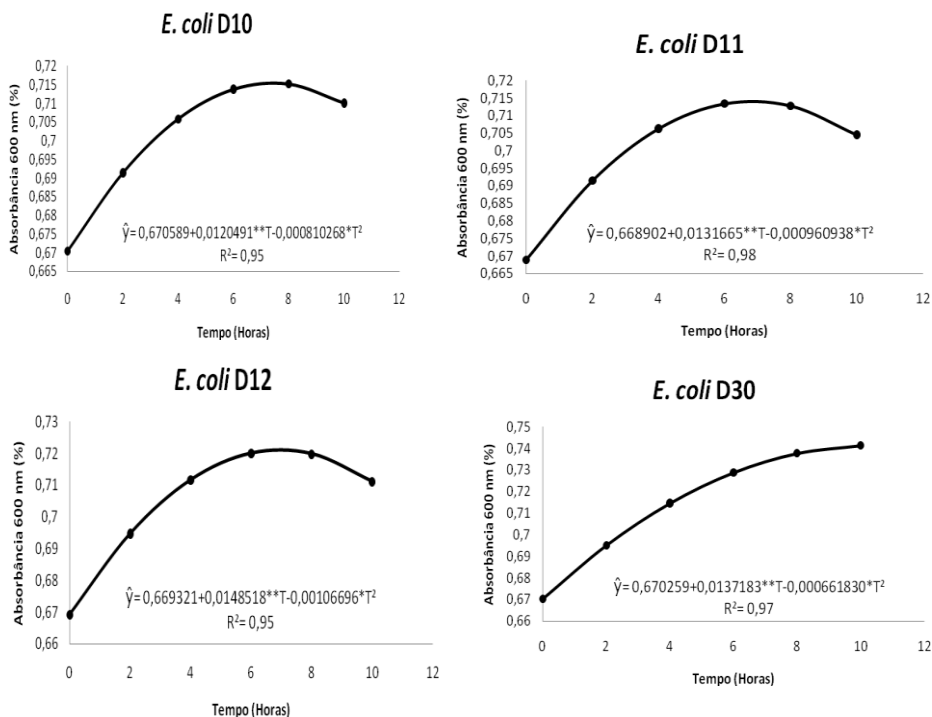 E. coli D10
Absorbância 600 nm (%)
0,72
0,715
0,71
0,705
0,7
0,695
0,69
0,685
0,68
0,675
0,67
0,665
ŷ= 0,670589+0,0120491**T-0,000810268*T²
R²= 0,95
0 2 4 6 8 10 12
Tempo (Horas)
E. coli D11
Absorbância 600 nm (%)
0,72
0,715
0,71
0,705
0,7
0,695
0,69
0,685
0,68
0,675
0,67
0,665
ŷ= 0,668902+0,0131665**T-0,000960938*T²
R²= 0,98
0 2 4 6 8 10 12
Tempo (Horas)
E. coli D12
Absorbância 600 nm (%)
0,73
0,72
0,71
0,7
0,69
0,68
0,67
0,66
ŷ= 0,669321+0,0148518**T-0,00106696*T²
R²= 0,95
0 2 4 6 8 10 12
Tempo (Horas)
E. coli D30
Absorbância 600 nm (%)
0,75
0,74
0,73
0,72
0,71
0,7
0,69
0,68
0,67
0,66
ŷ= 0,670259+0,0137183**T-0,000661830*T²
R²= 0,97
0 2 4 6 8 10 12
Tempo (Horas)